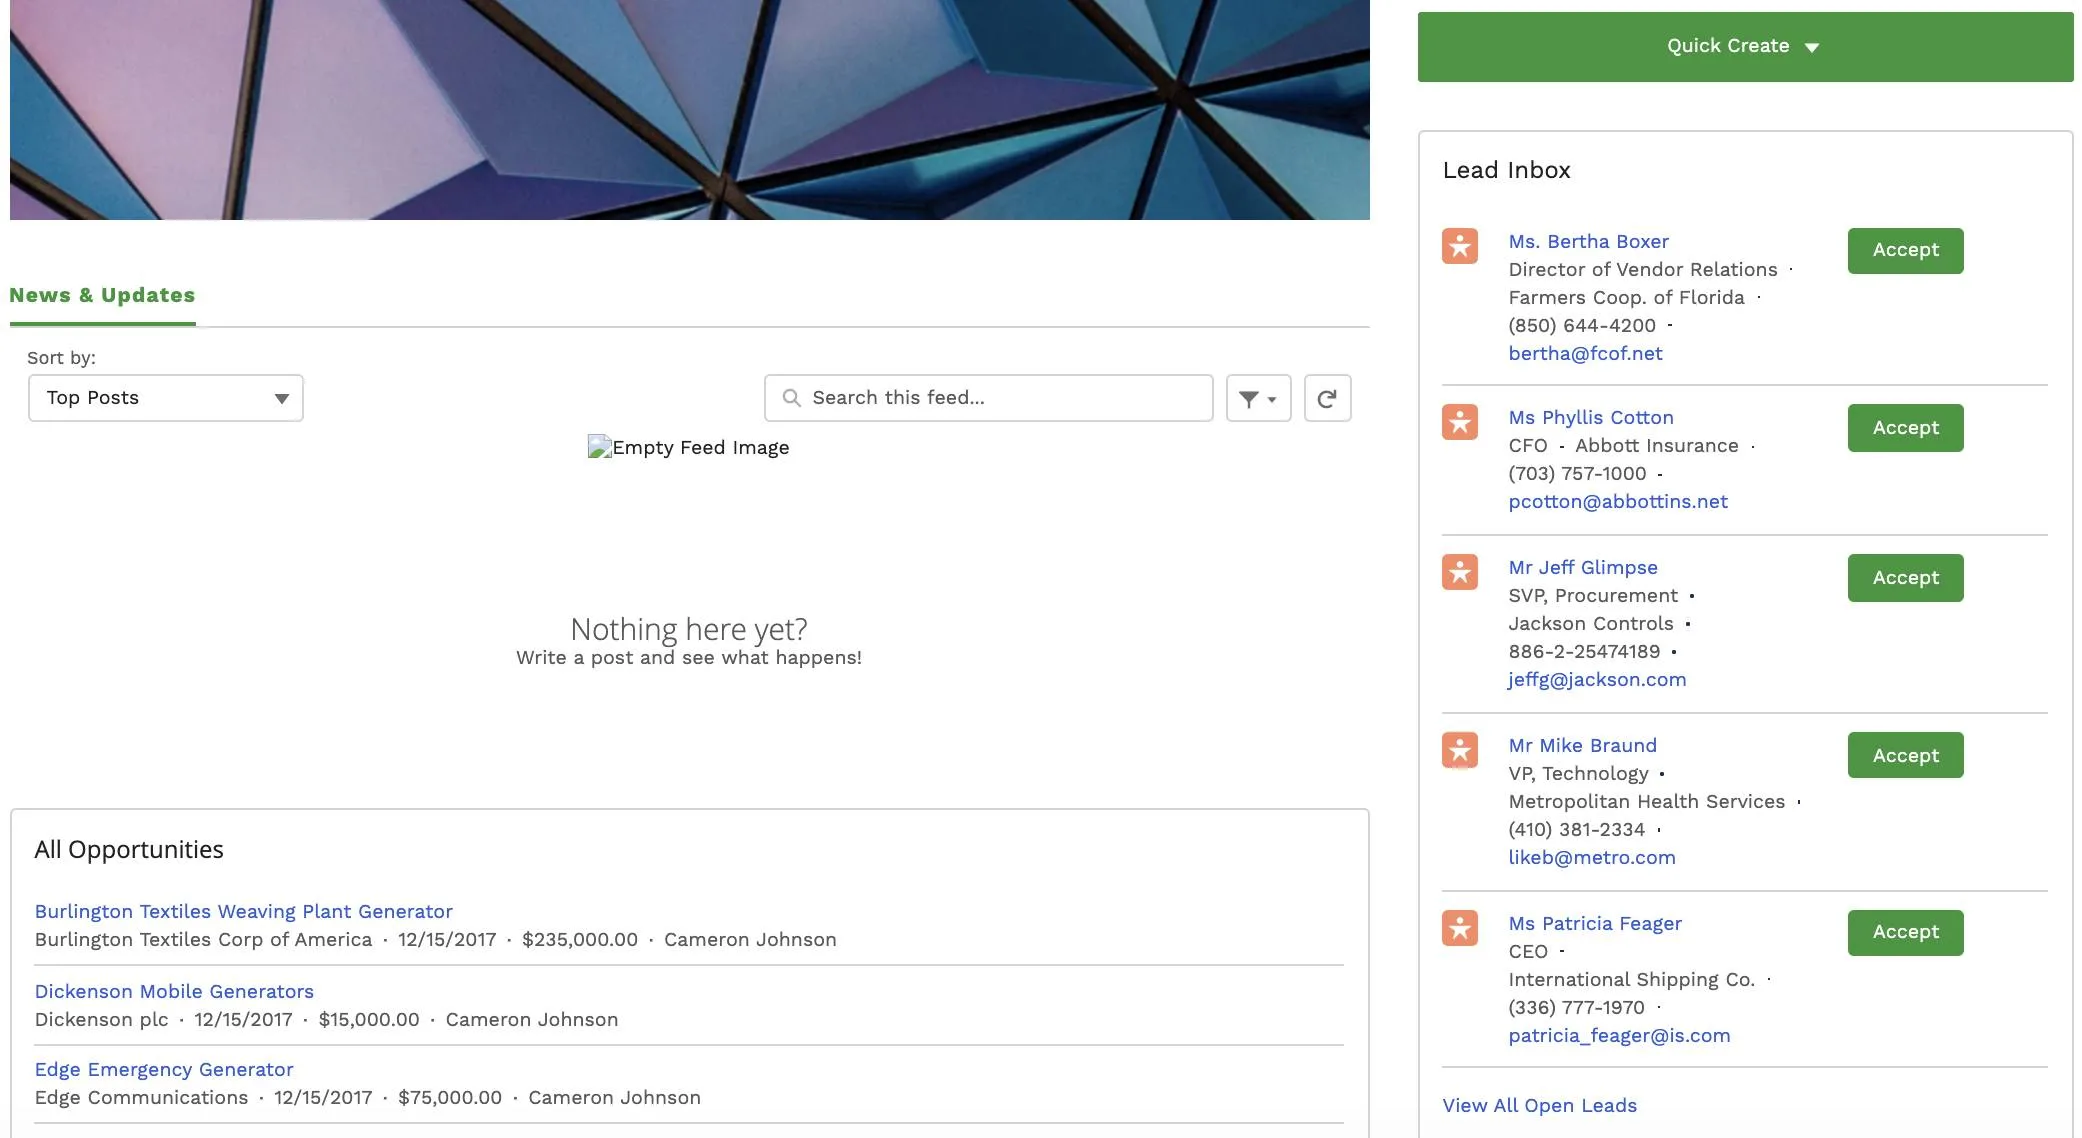 News & Updates
Sort by:
Top Posts
Search this feed...
Empty Feed Image
Nothing here yet?
Write a post and see what happens!
All Opportunities
Burlington Textiles Weaving Plant Generator
Burlington Textiles Corp of America · 12/15/2017 · $235,000.00 · Cameron Johnson
Dickenson Mobile Generators
Dickenson plc · 12/15/2017 · $15,000.00 · Cameron Johnson
Edge Emergency Generator
Edge Communications · 12/15/2017 · $75,000.00 · Cameron Johnson
Quick Create
Lead Inbox
Ms. Bertha Boxer
Accept
Director of Vendor Relations ·
Farmers Coop. of Florida ·
(850) 644-4200 ·
bertha@fcof.net
Ms Phyllis Cotton
Accept
CFO · Abbott Insurance ·
(703) 757-1000 ·
pcotton@abbottins.net
Mr Jeff Glimpse
Accept
SVP, Procurement ·
Jackson Controls ·
886-2-25474189 ·
jeffg@jackson.com
Mr Mike Braund
Accept
VP, Technology ·
Metropolitan Health Services ·
(410) 381-2334 ·
likeb@metro.com
Ms Patricia Feager
Accept
CEO ·
International Shipping Co. ·
(336) 777-1970 ·
patricia_feager@is.com
View All Open Leads